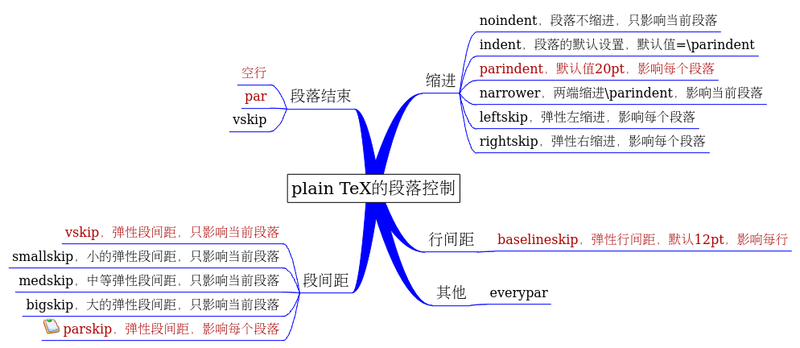 plain TeX的段落控制
缩进
noindent，段落不缩进，只影响当前段落
indent，段落的默认设置，默认值=\parindent
parindent，默认值20pt，影响每个段落
narrower，两端缩进\parindent，影响当前段落
leftskip，弹性左缩进，影响每个段落
rightskip，弹性右缩进，影响每个段落
行间距
baselineskip，弹性行间距，默认12pt，影响每行
其他
everypar
段落结束
空行
par
vskip
段间距
vskip，弹性段间距，只影响当前段落
smallskip，小的弹性段间距，只影响当前段落
medskip，中等弹性段间距，只影响当前段落
bigskip，大的弹性段间距，只影响当前段落
parskip，弹性段间距，影响每个段落